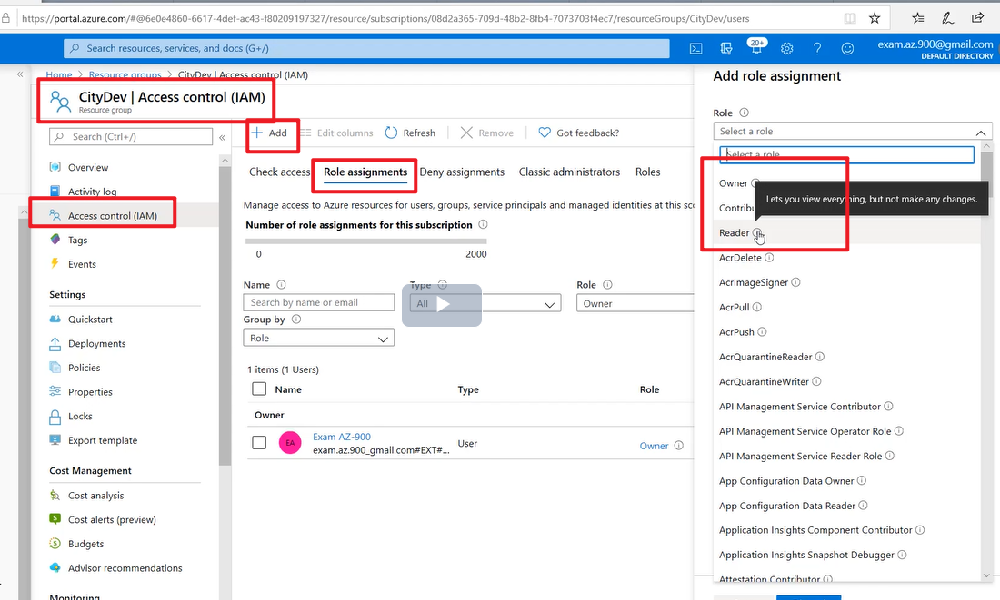 https://portal.azure.com/#@6e0e4860-6617-4def-ac43-f80209197327/resource/subscriptions/08d2a365-709d-48b2-8fb4-7073703f4ec7/resourceGroups/CityDev/users
Search resources, services, and docs (G+/)
20+
exam.az.900@gmail.com
DEFAULT DIRECTORY
Home > Resource groups > CityDev | Access control (IAM)
CityDev | Access control (IAM)
Resource group
Search (Ctrl+/)
Overview
Activity log
Access control (IAM)
Tags
Events
Settings
Quickstart
Deployments
Policies
Properties
Locks
Export template
Cost Management
Cost analysis
Cost alerts (preview)
Budgets
Advisor recommendations
Monitoring
Add
Edit columns
Refresh
Remove
Got feedback?
Check access
Role assignments
Deny assignments
Classic administrators
Roles
Manage access to Azure resources for users, groups, service principals and managed identities at this sco
Number of role assignments for this subscription
0
2000
Name
Type
Role
Search by name or email
All
Owner
Group by
Role
1 items (1 Users)
Name
Type
Role
Owner
EA
Exam AZ-900
exam.az.900_gmail.com#EXT#...
User
Owner
Add role assignment
Role
Select a role
Select a role
Owner
Contribu
Lets you view everything, but not make any changes.
Reader
AcrDelete
AcrImageSigner
AcrPull
AcrPush
AcrQuarantineReader
AcrQuarantineWriter
API Management Service Contributor
API Management Service Operator Role
API Management Service Reader Role
App Configuration Data Owner
App Configuration Data Reader
Application Insights Component Contributor
Application Insights Snapshot Debugger
Attestation Contributor